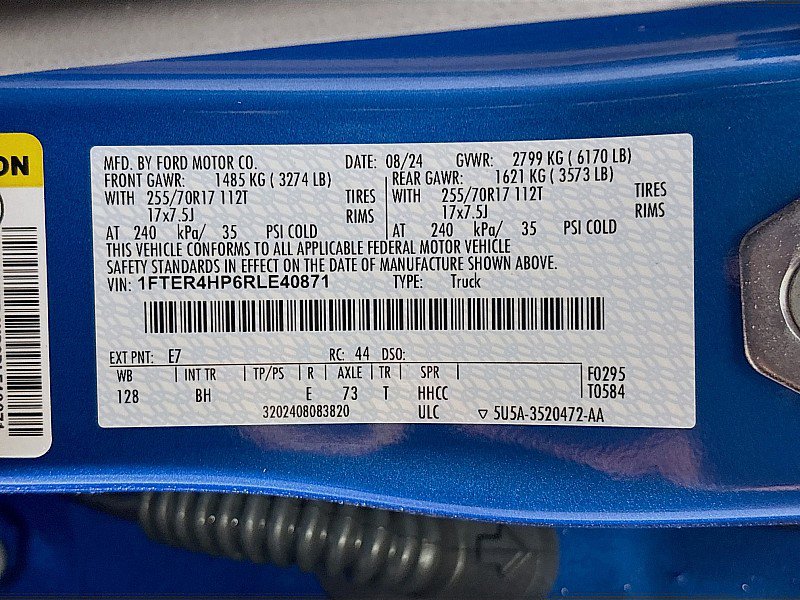 ON
MFD. BY FORD MOTOR CO. DATE: 08/24 GVWR: 2799 KG ( 6170 LB)
FRONT GAWR: 1485 KG ( 3274 LB) REAR GAWR: 1621 KG ( 3573 LB)
WITH 255/70R17 112T TIRES WITH 255/70R17 112T TIRES
17x7.5J RIMS 17x7.5J RIMS
AT 240 kPa/ 35 PSI COLD AT 240 kPa/ 35 PSI COLD
THIS VEHICLE CONFORMS TO ALL APPLICABLE FEDERAL MOTOR VEHICLE
SAFETY STANDARDS IN EFFECT ON THE DATE OF MANUFACTURE SHOWN ABOVE.
VIN: 1FTER4HP6RLE40871 TYPE: Truck
EXT PNT: E7 RC: 44 DSO:
WB INT TR TP/PS R AXLE TR SPR F0295
128 BH E 73 T HHCC T0584
3202408083820 ULC ▽ 5U5A-3520472-AA